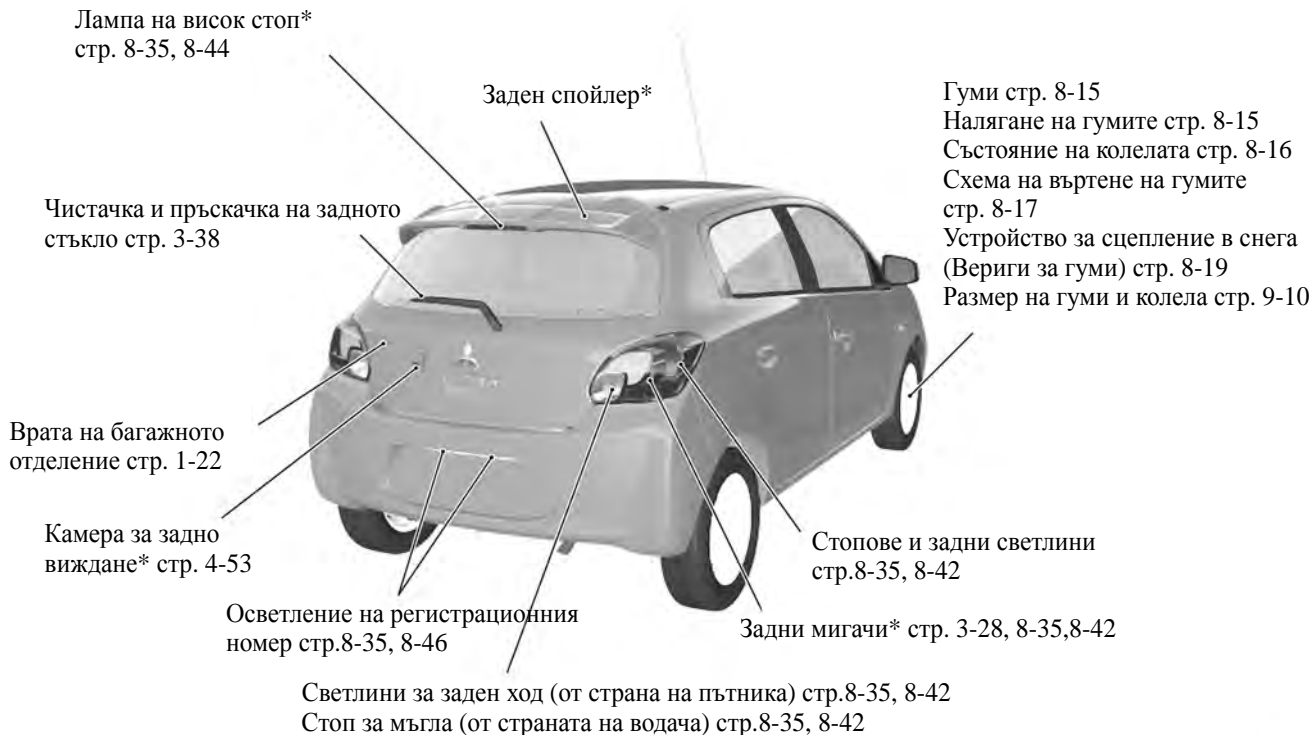 Лампа на висок стоп*
стр. 8-35, 8-44
Заден спойлер*
Гуми стр. 8-15
Налягане на гумите стр. 8-15
Състояние на колелата стр. 8-16
Схема на въртене на гумите
стр. 8-17
Устройство за сцепление в снега
(Вериги за гуми) стр. 8-19
Размер на гуми и колела стр. 9-10
Чистачка и пръскачка на задното
стъкло стр. 3-38
Врата на багажното
отделение стр. 1-22
Камера за задно
виждане* стр. 4-53
Осветление на регистрационния
номер стр.8-35, 8-46
Стопове и задни светлини
стр.8-35, 8-42
Задни мигачи* стр. 3-28, 8-35,8-42
Светлини за заден ход (от страна на пътника) стр.8-35, 8-42
Стоп за мъгла (от страната на водача) стр.8-35, 8-42